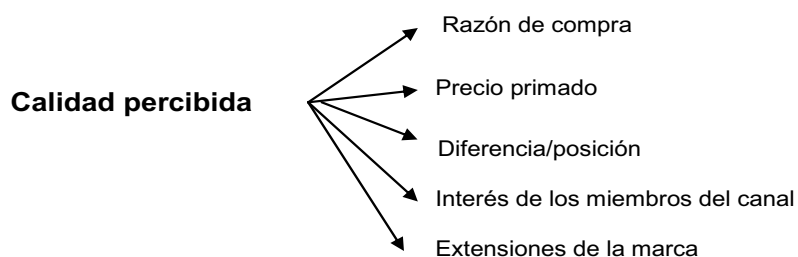 Razón de compra
Precio primado
Calidad percibida
Diferencia/posición
Interés de los miembros del canal
Extensiones de la marca